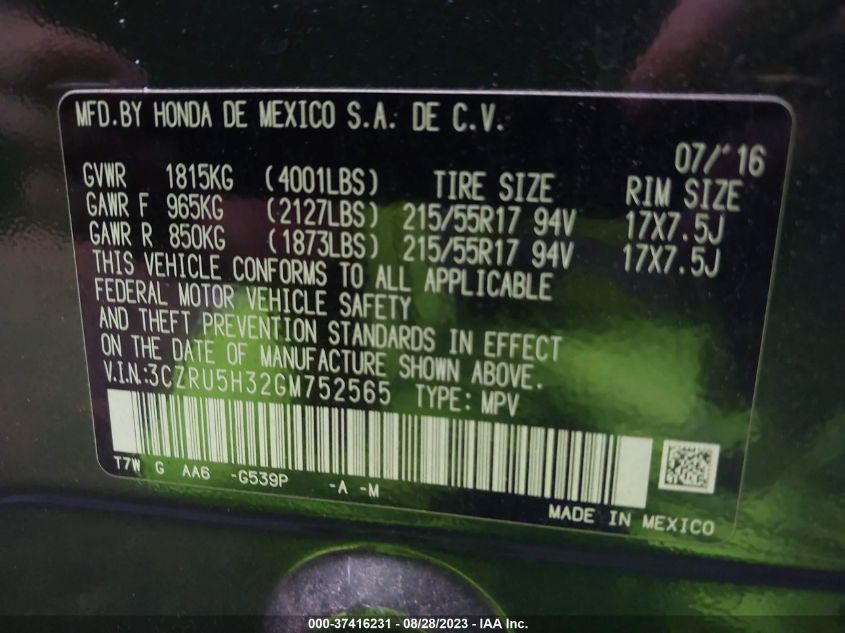 MFD.BY HONDA DE MEXICO S.A. DE C.V.
07/'16
GVWR 1815KG (4001LBS) TIRE SIZE RIM SIZE
GAWR F 965KG (2127LBS) 215/55R17 94V 17X7.5J
GAWR R 850KG (1873LBS) 215/55R17 94V 17X7.5J
THIS VEHICLE CONFORMS TO ALL APPLICABLE
FEDERAL MOTOR VEHICLE SAFETY
AND THEFT PREVENTION STANDARDS IN EFFECT
ON THE DATE OF MANUFACTURE SHOWN ABOVE.
V.I.N.:3CZRU5H32GM752565 TYPE: MPV
T7W G AA6 -G539P -A -M
MADE IN MEXICO
000-37416231 - 08/28/2023 - IAA Inc.